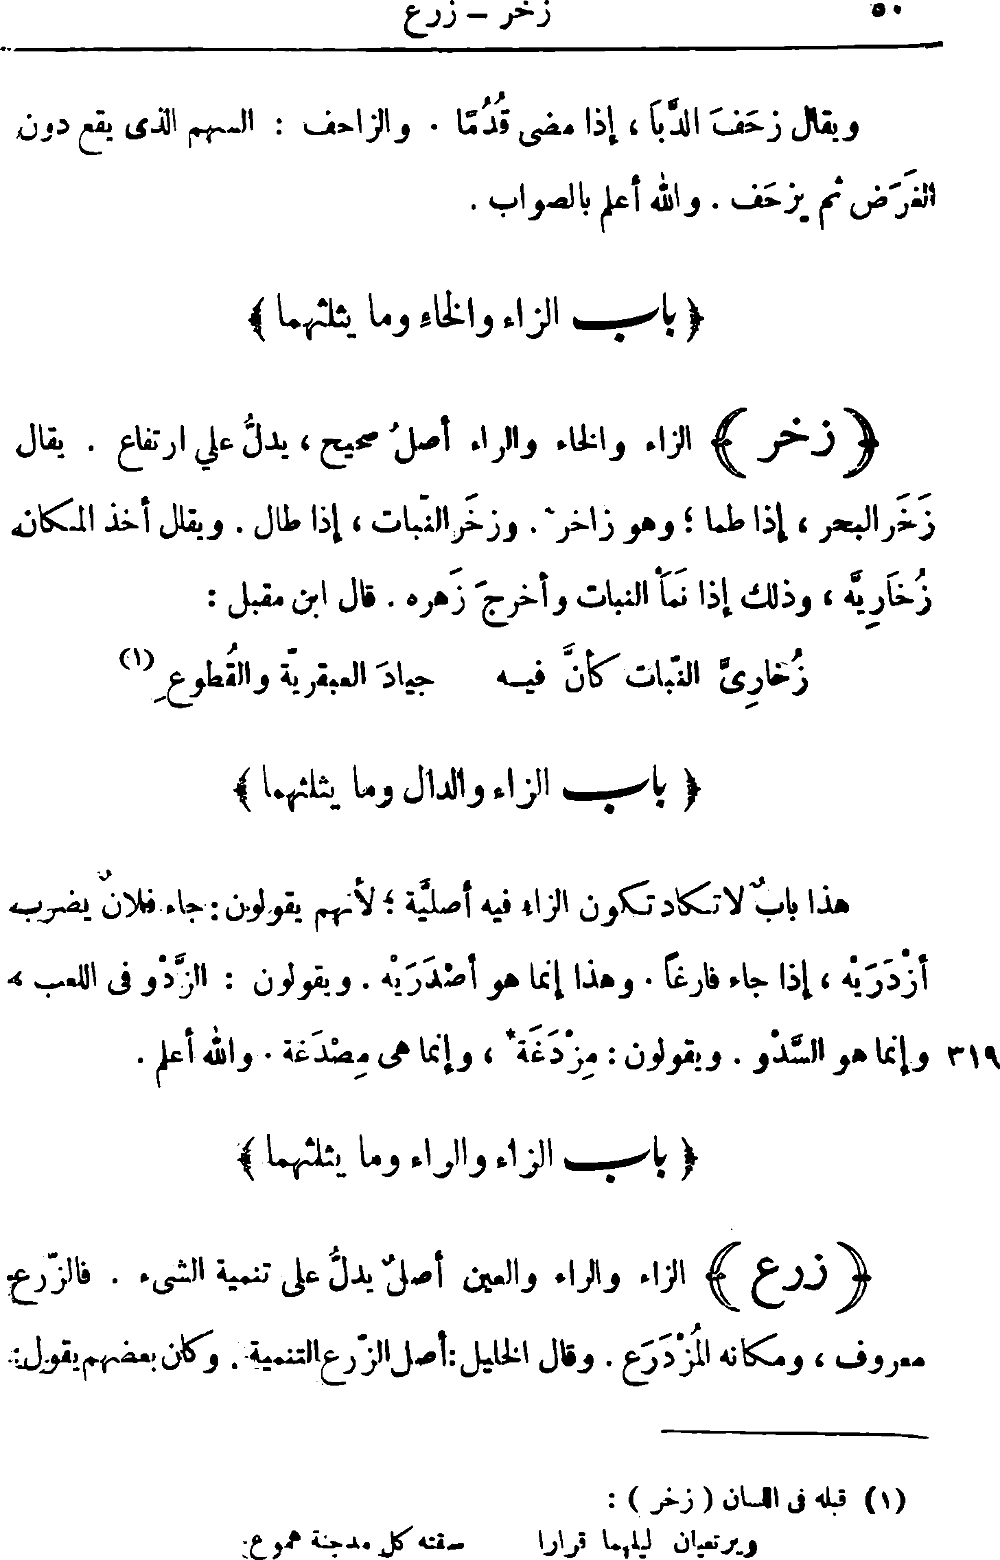 ٥٠
زخر – زرع
ويقال زحَفَ الدَّبَا ، إذا مضى قُدُمًا . والزاحف : السهم الذى يقع دون
الغَرَض ثم يزحَف . والله أعلم بالصواب .
﴿ باب الزاء والخاءِ وما يثلثهما ﴾
﴿ زخر ﴾ الزاء والخاء والراء أصلٌ صحيح ، يدلُّ على ارتفاع . يقال
زَخَر البحر ، إذا طما ؛ وهو زاخرٌ . وزخَر النّبات ، إذا طال . ويقال أخذ المكان
زُخَارِيَّه ، وذلك إذا نَمَا النبات وأخرجَ زَهره . قال ابن مقبل :
زُخارِىَّ النّبات كأنَّ فيـه جيادَ العبقريّة والقُطوعِ (١)
﴿ باب الزاء والدال وما يثلثهما ﴾
هذا بابٌ لا تكاد تكون الزاء فيه أصليَّة ؛ لأنهم يقولون : جاء فلانٌ يضرب
أزْدَرَيْه ، إذا جاء فارغاً . وهذا إنما هو أصْدَرَيْه . ويقولون : الزَّدْو فى اللعب ،
٣١٩ وإنما هو السَّدْو . ويقولون : مِزْدَغَة* ، وإنما هى مِصْدَغة . والله أعلم .
﴿ باب الزاء والراء وما يثلثهما ﴾
﴿ زرع ﴾ الزاء والراء والعين أصلٌ يدلُّ على تنمية الشىء . فالزّرع
معروف ، ومكانه المُزْدَرَع . وقال الخليل : أصل الزّرع التنمية . وكان بعضهم يقول :
(١) قبله فى اللسان ( زخر ) :
ويرتعيان ليلهما قرارا سقته كل مدجنة هموع